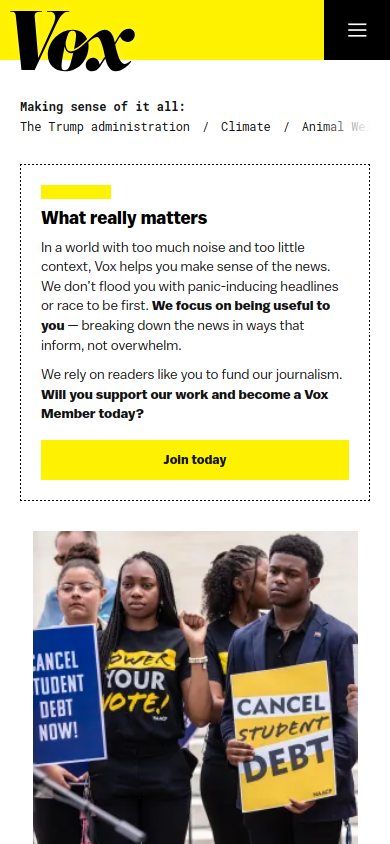 Vox
Making sense of it all:
The Trump administration / Climate / Animal We
What really matters
In a world with too much noise and too little
context, Vox helps you make sense of the news.
We don't flood you with panic-inducing headlines
or race to be first. We focus on being useful to
you — breaking down the news in ways that
inform, not overwhelm.
We rely on readers like you to fund our journalism.
Will you support our work and become a Vox
Member today?
Join today
CANCEL
STUDENT
DEBT
NOW!
POWER
YOUR
VOTE!
NAACP
CANCEL
STUDENT
DEBT
NAACP